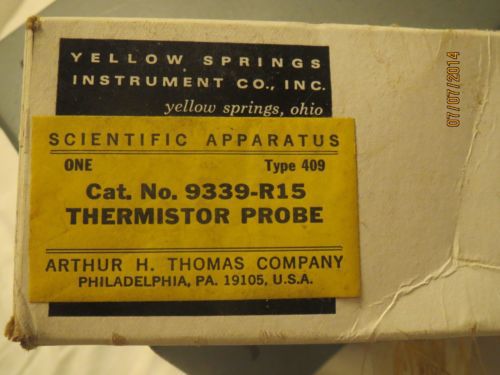 YELLOW SPRINGS
INSTRUMENT CO., INC.
yellow springs, ohio
SCIENTIFIC APPARATUS
ONE Type 409
Cat. No. 9339-R15
THERMISTOR PROBE
ARTHUR H. THOMAS COMPANY
PHILADELPHIA, PA. 19105, U.S.A.
07/07/2014